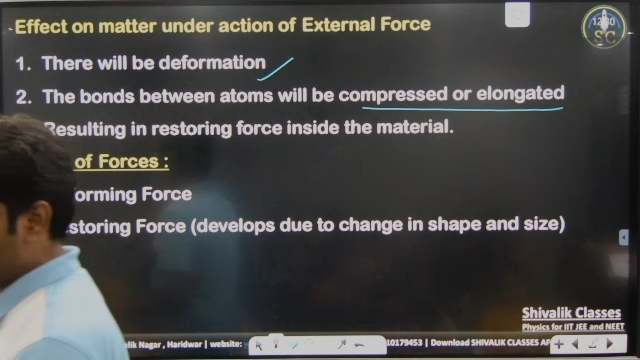 Effect on matter under action of External Force
12:30
SC
1. There will be deformation
2. The bonds between atoms will be compressed or elongated
Resulting in restoring force inside the material.
of Forces :
orming Force
storing Force (develops due to change in shape and size)
Shivalik Classes
Physics for IIT JEE and NEET
lik Nagar , Haridwar | website:
10179453 | Download SHIVALIK CLASSES AP